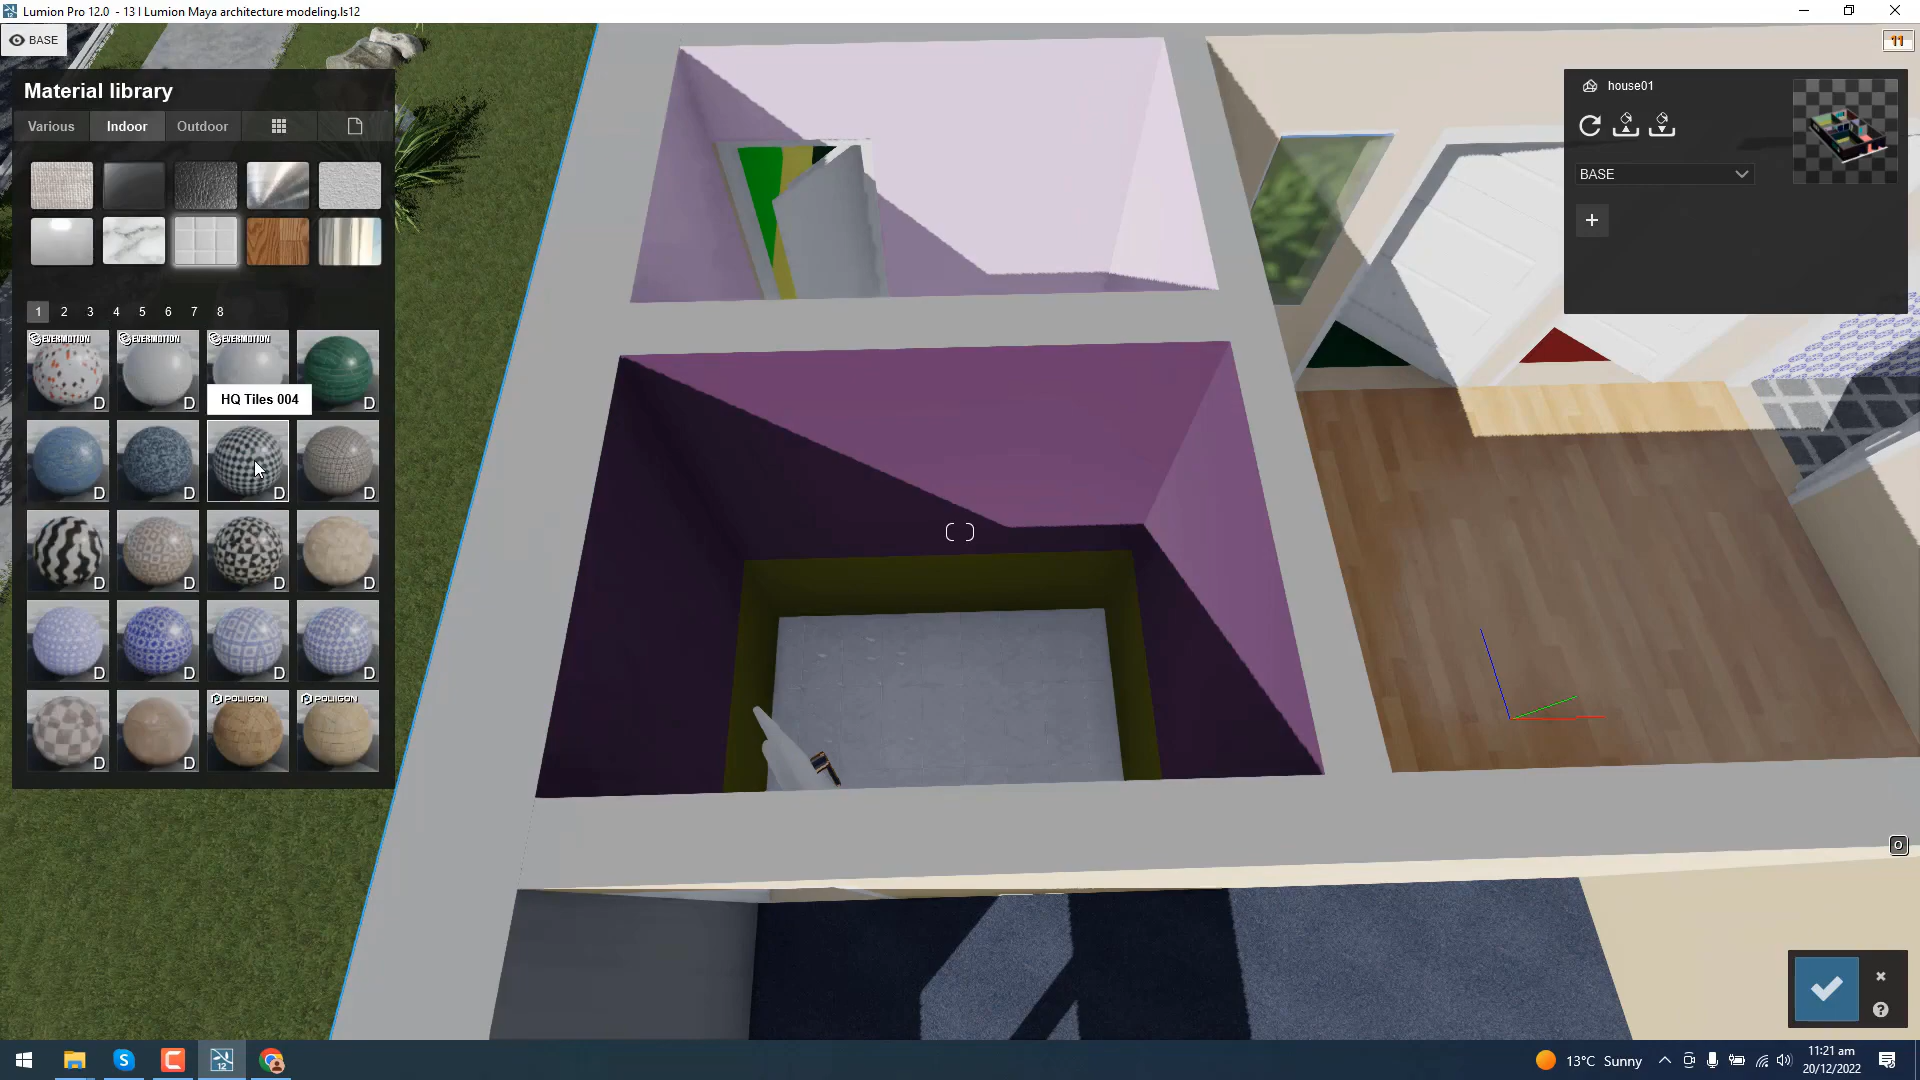 Lumion Pro 12.0 - 13 l Lumion Maya architecture modeling.ls12
BASE
11
Material library
Various
Indoor
Outdoor
house01
BASE
+
1 2 3 4 5 6 7 8
EVERMOTION
EVERMOTION
EVERMOTION
D D D
HQ Tiles 004
D D D D
D D D D
D D D D
POLIIGON
POLIIGON
D D
O
?
12
13°C Sunny
11:21 am
20/12/2022